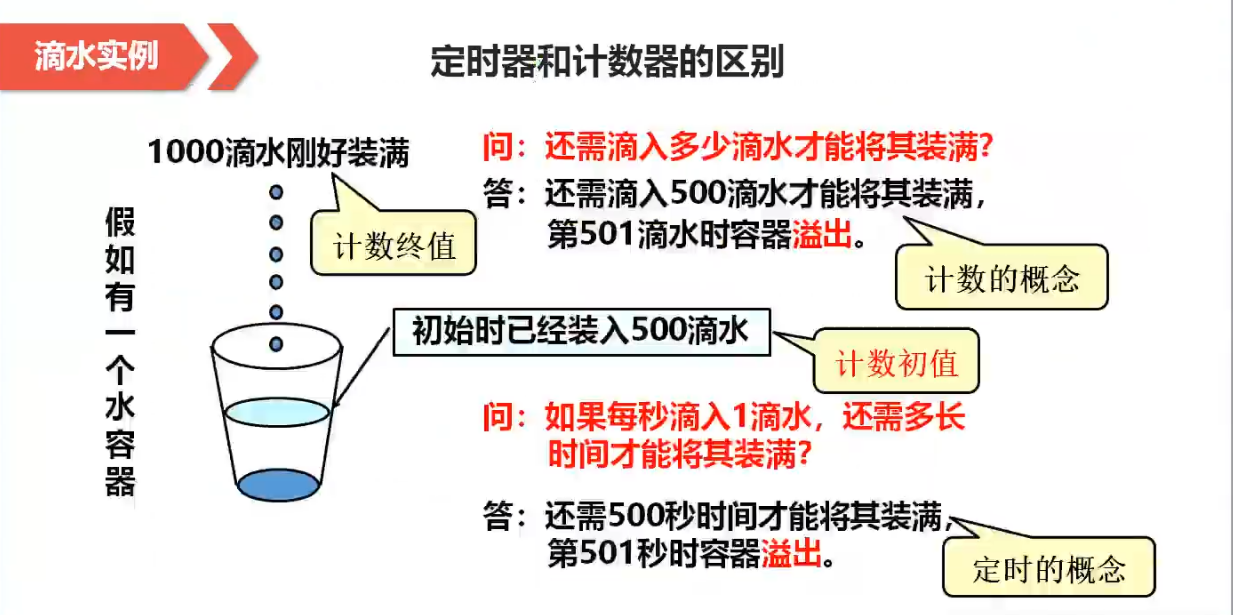 滴水实例
定时器和计数器的区别
1000滴水刚好装满
计数终值
假如有一个水容器
初始时已经装入500滴水
计数初值
问：还需滴入多少滴水才能将其装满?
答：还需滴入500滴水才能将其装满，
第501滴水时容器溢出。
计数的概念
问：如果每秒滴入1滴水，还需多长
时间才能将其装满?
答：还需500秒时间才能将其装满，
第501秒时容器溢出。
定时的概念